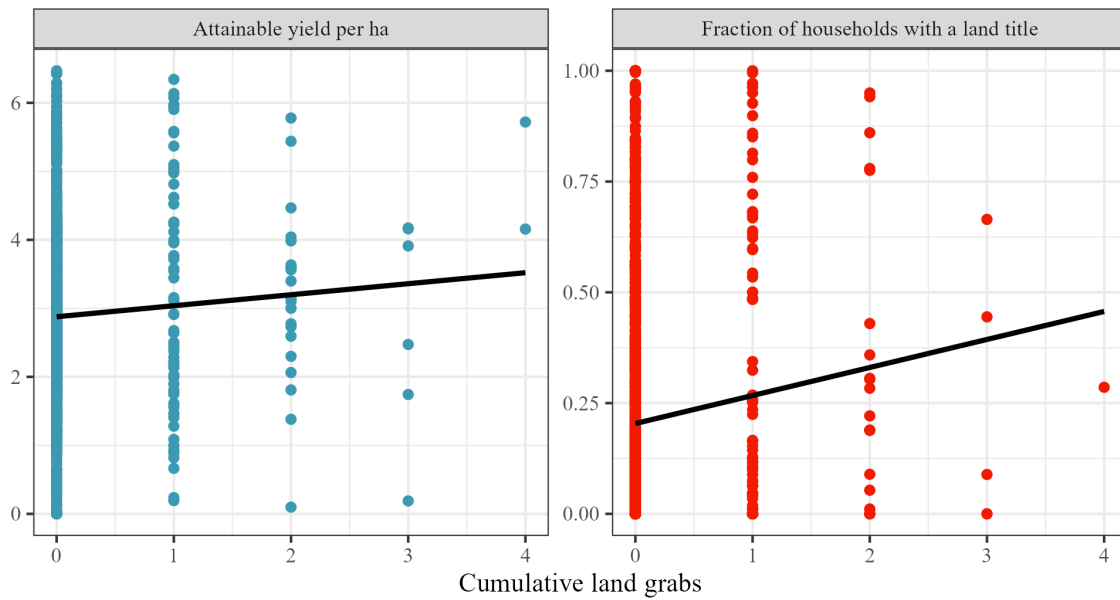 Attainable yield per ha
Fraction of households with a land title
6
4
2
0
1.00
0.75
0.50
0.25
0.00
0 1 2 3 4
0 1 2 3 4
Cumulative land grabs